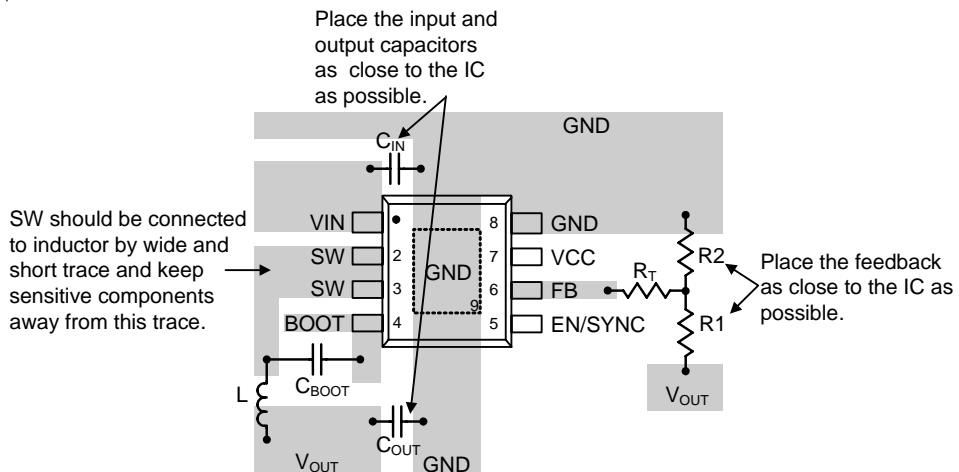 Place the input and
output capacitors
as close to the IC
as possible.
GND
CIN
SW should be connected
to inductor by wide and
short trace and keep
sensitive components
away from this trace.
VIN
SW
SW
BOOT
2
3
4
GND
9
8
7
6
5
GND
VCC
FB
EN/SYNC
RT
R2
R1
Place the feedback
as close to the IC as
possible.
VOUT
L
CBOOT
COUT
VOUT
GND